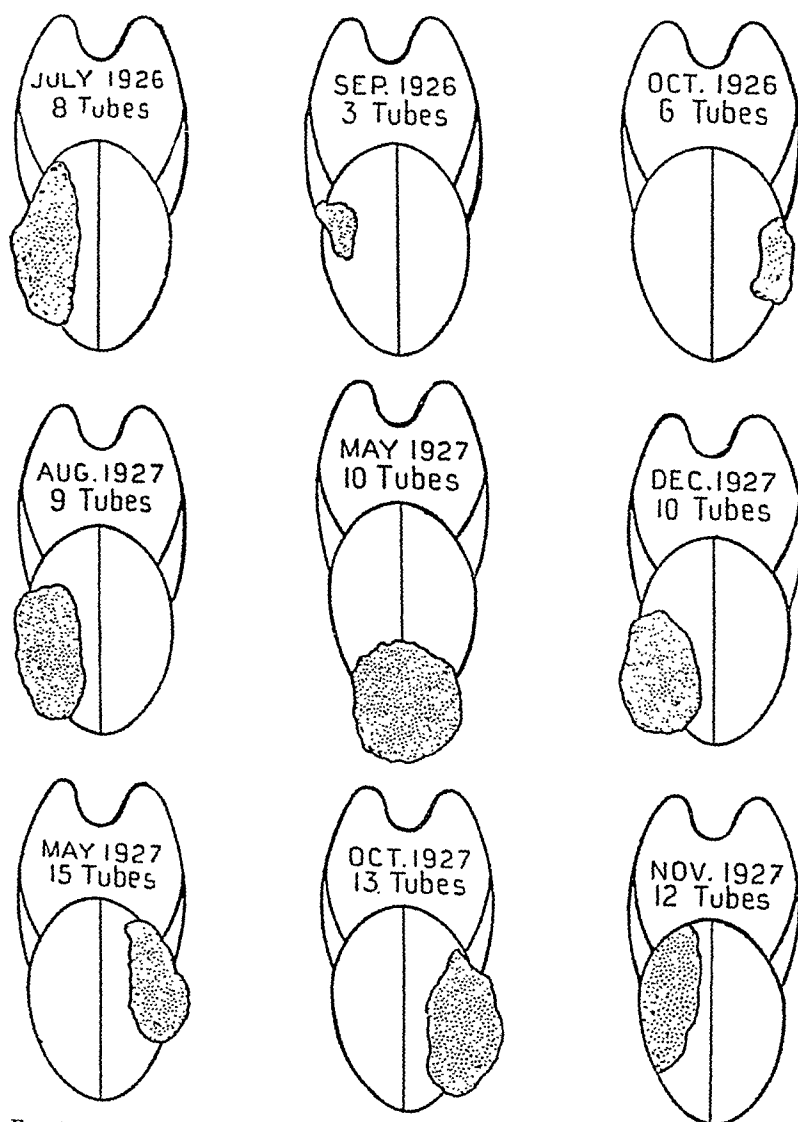 JULY 1926
8 Tubes
SEP. 1926
3 Tubes
OCT. 1926
6 Tubes
AUG. 1927
9 Tubes
MAY 1927
10 Tubes
DEC. 1927
10 Tubes
MAY 1927
15 Tubes
OCT. 1927
13 Tubes
NOV. 1927
12 Tubes